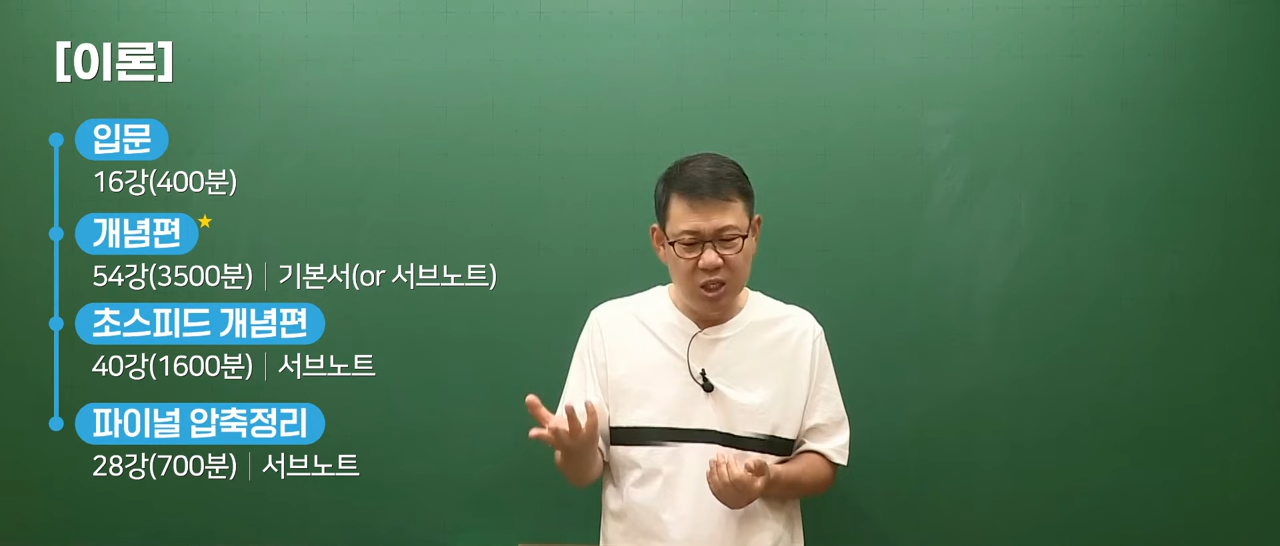 [이론]
입문
16강(400분)
개념편★
54강(3500분)│기본서(or 서브노트)
초스피드 개념편
40강(1600분)│서브노트
파이널 압축정리
28강(700분)│서브노트